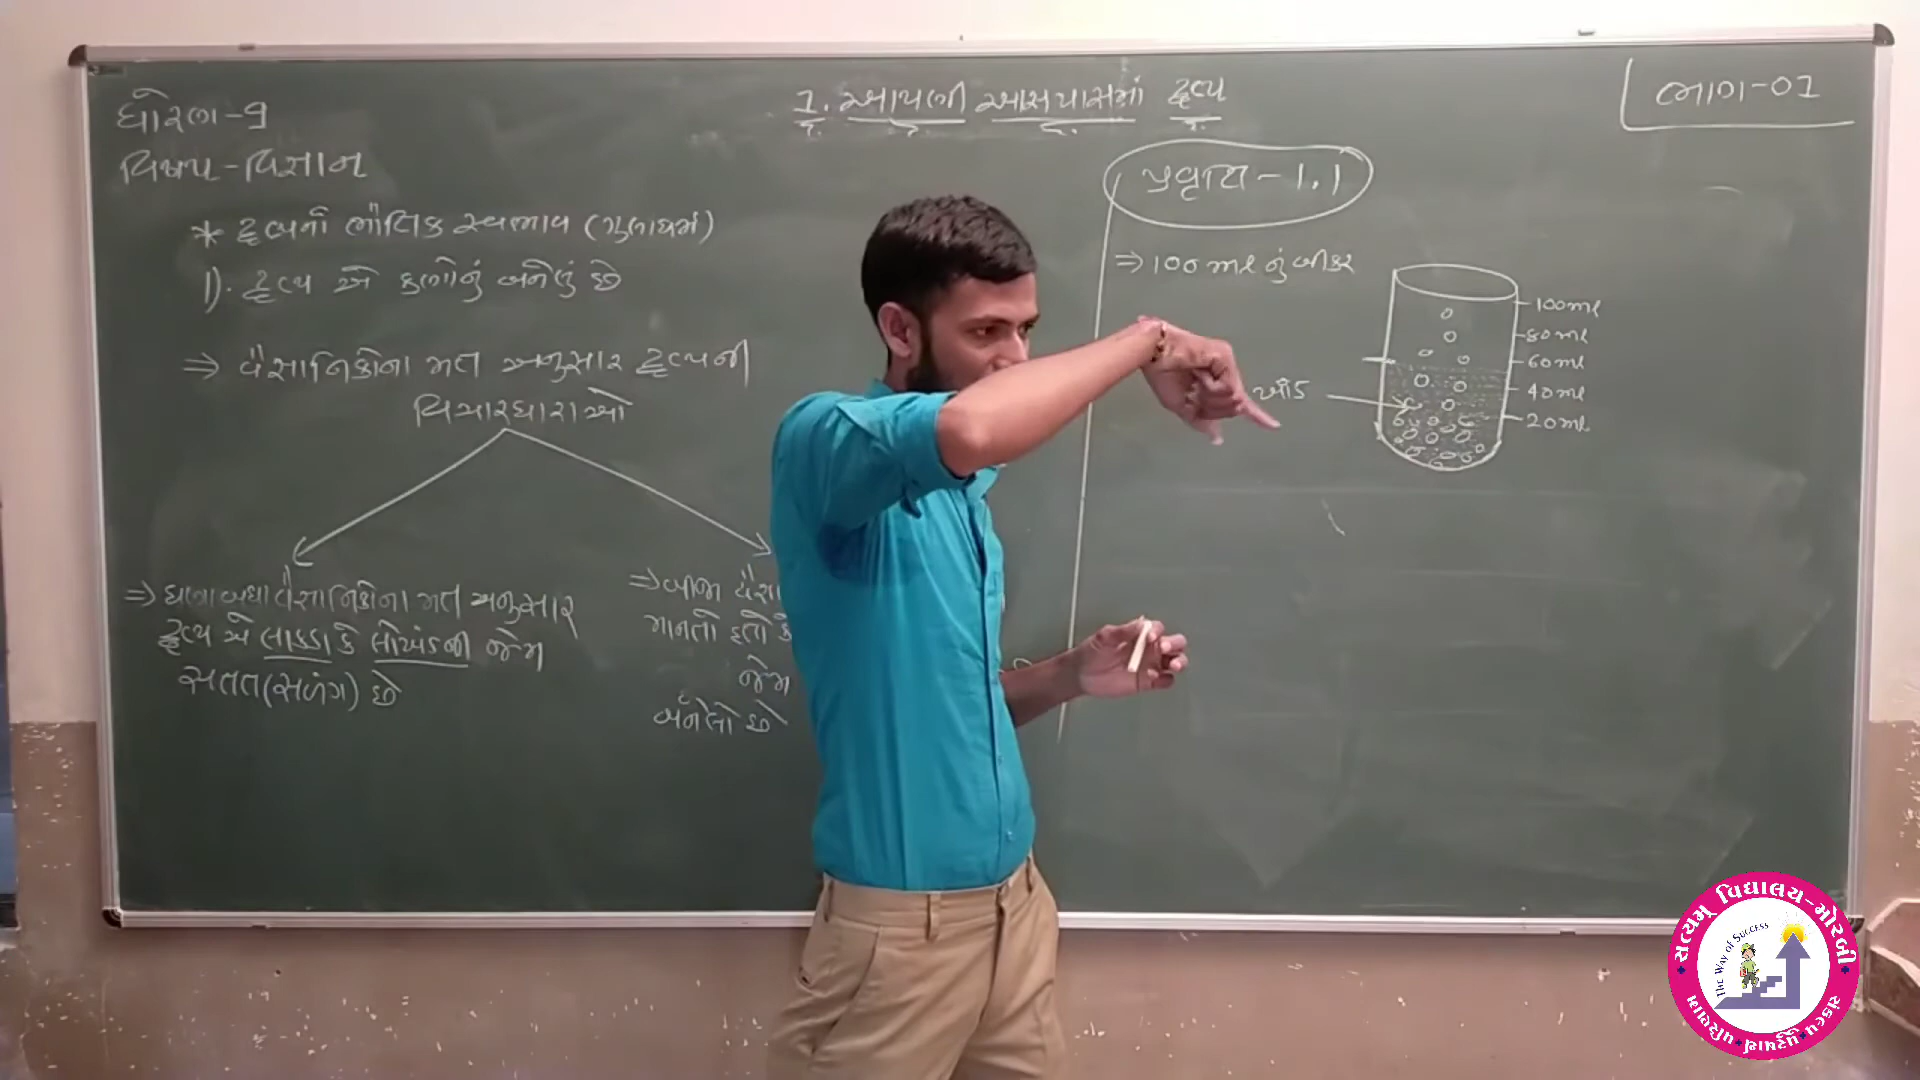 ધોરણ-9
વિષય-વિજ્ઞાન
1. આપણી આસપાસમાં દ્રવ્ય
ભાગ-01
* દ્રવ્યનો ભૌતિક સ્વભાવ (ગુણધર્મ)
1). દ્રવ્ય એ કણોનું બનેલું છે
⇒ વૈજ્ઞાનિકોના મત અનુસાર દ્રવ્યની
વિચારધારાઓ
⇒ ઘણાબધા વૈજ્ઞાનિકોના મત અનુસાર
દ્રવ્ય એ લાકડા કે લોખંડની જેમ
સતત(સળંગ) છે
⇒ બીજા
માનતો હતો કે
જેમ
બનેલો છે
પ્રવૃતિ-1.1
⇒ 100 ml નું બીકર
100ml
80ml
60ml
ખાંડ
40ml
20ml
સત્યમ્ વિદ્યાલય-મોરબી
The Way of Success
સંકલ્પ પુરૂષાર્થ પરિણામ